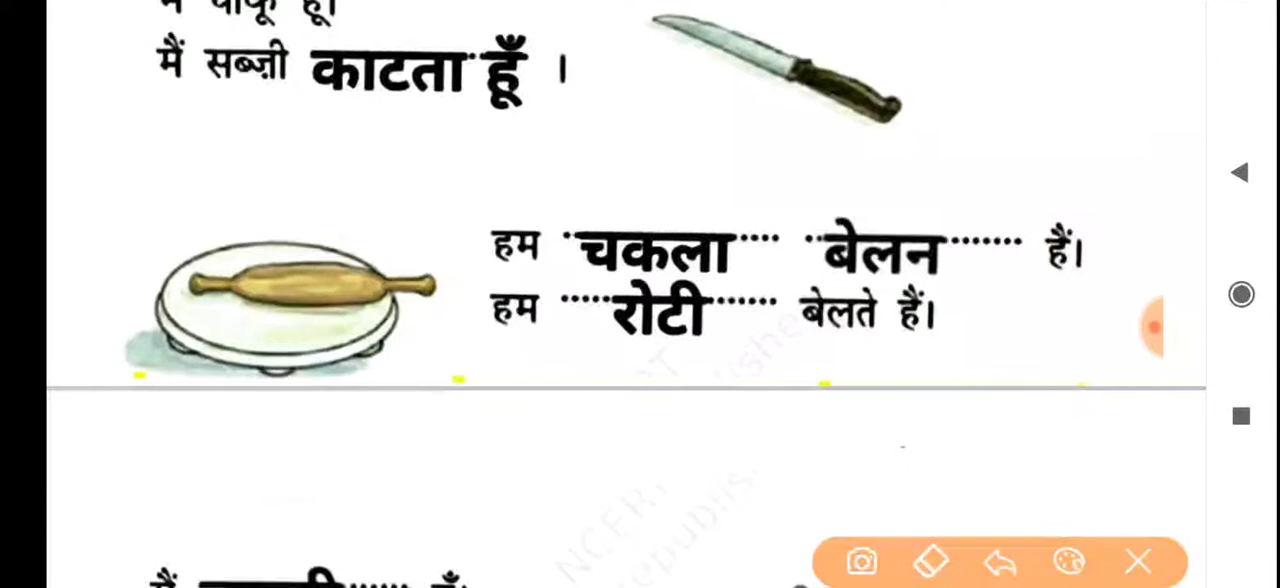 मैं चाकू हूँ।
मैं सब्ज़ी काटता हूँ ।
हम चकला बेलन हैं।
हम रोटी बेलते हैं।
मैं हूँ